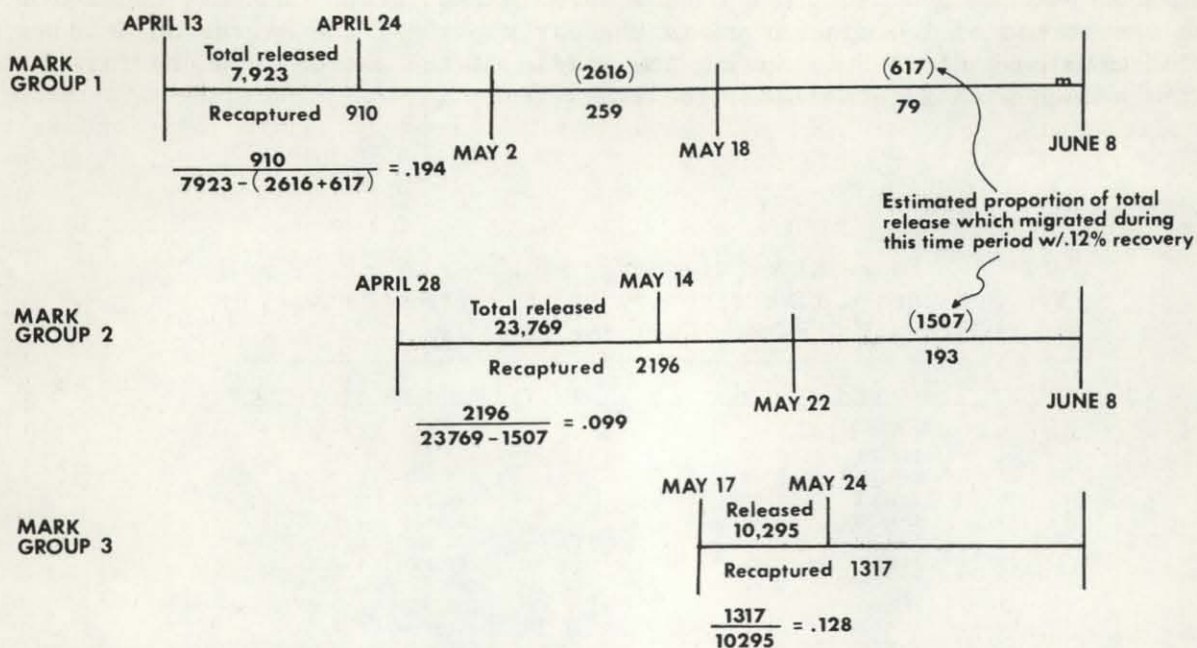 APRIL 13 APRIL 24
MARK
GROUP 1
Total released
7,923
(2616)
(617)
m
Recaptured 910
259
79
MAY 2
MAY 18
JUNE 8
910
7923-(2616+617)
= .194
Estimated proportion of total
release which migrated during
this time period w/.12% recovery
APRIL 28
MAY 14
MARK
GROUP 2
Total released
23,769
(1507)
Recaptured 2196
193
MAY 22
JUNE 8
2196
23769-1507
= .099
MAY 17 MAY 24
MARK
GROUP 3
Released
10,295
Recaptured 1317
1317
10295
= .128